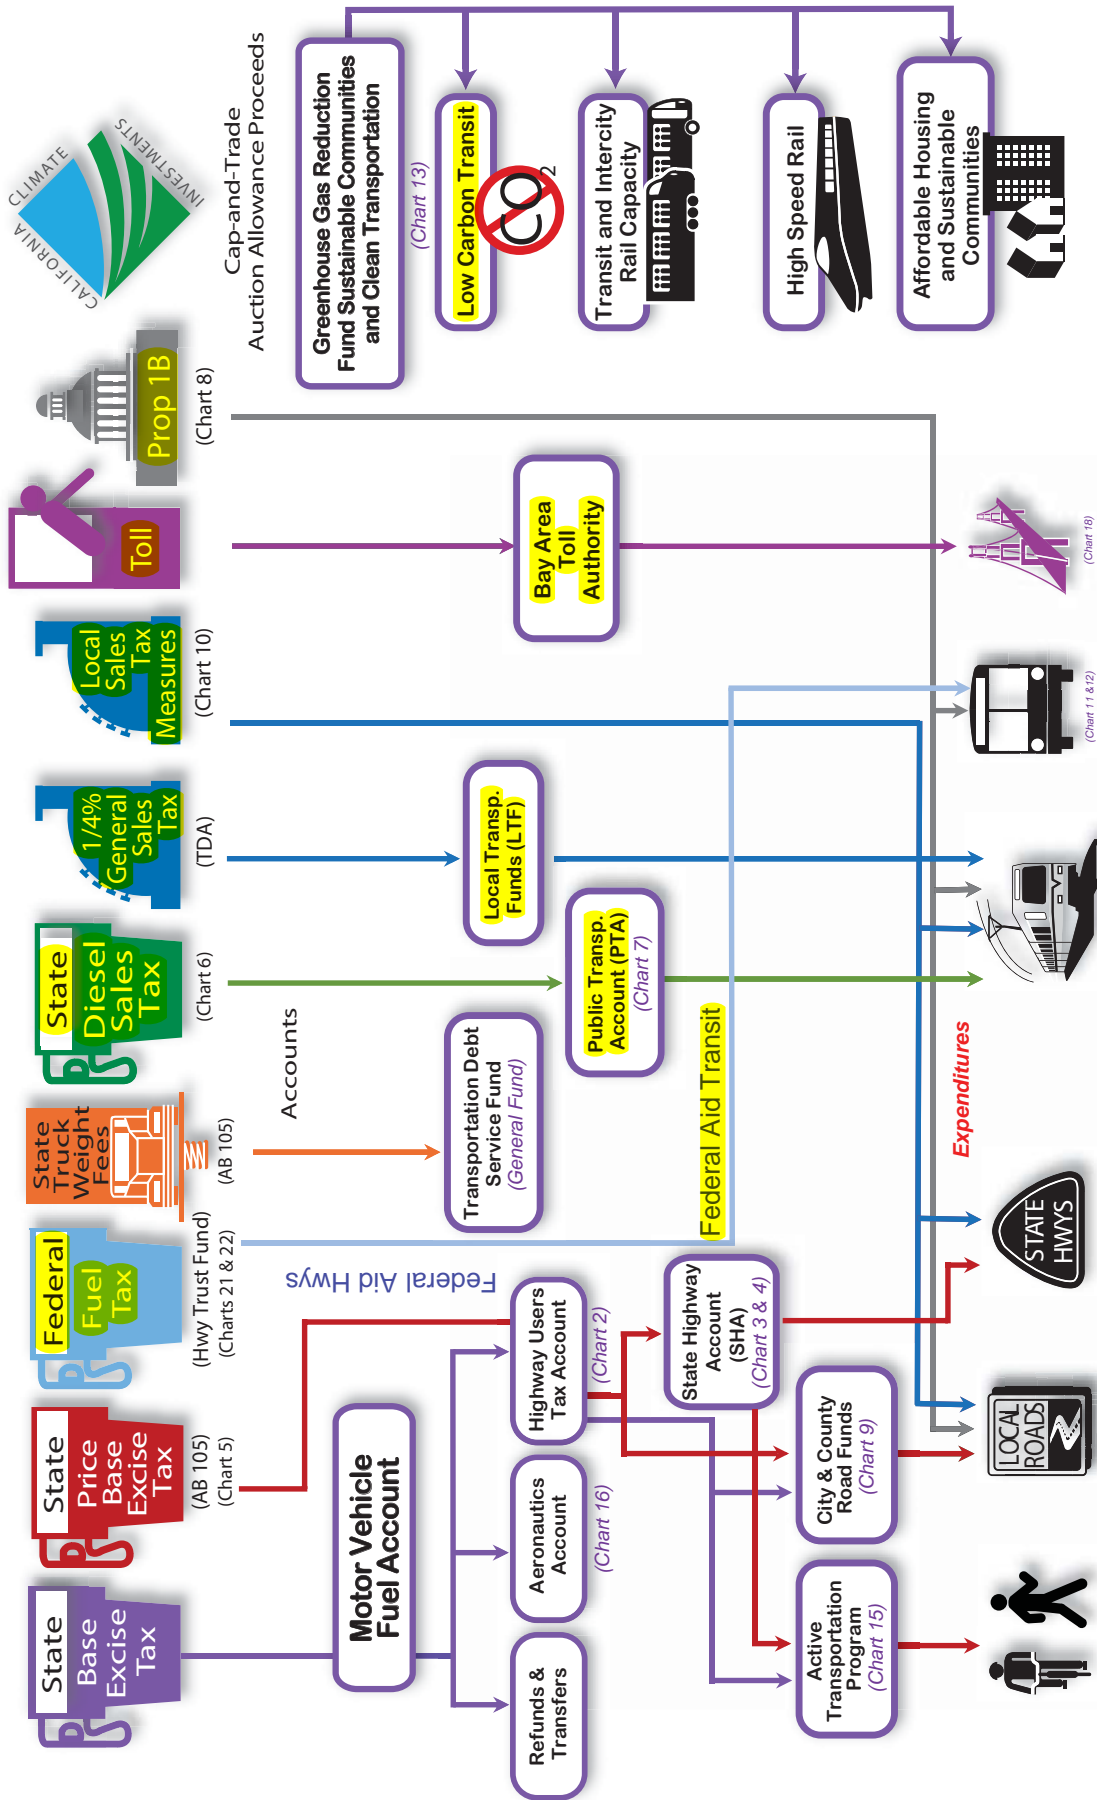 State
Base
Excise
Tax
State
Price
Base
Excise
Tax
(AB 105)
(Chart 5)
Federal
Fuel
Tax
(Hwy Trust Fund)
(Charts 21 & 22)
State
Truck
Weight
Fees
(AB 105)
State
Diesel
Sales
Tax
(Chart 6)
1/4%
General
Sales
Tax
(TDA)
Local
Sales
Tax
Measures
(Chart 10)
Toll
Prop 1B
(Chart 8)
CALIFORNIA
CLIMATE
INVESTMENTS
Cap-and-Trade
Auction Allowance Proceeds
Accounts
Motor Vehicle
Fuel Account
Federal Aid Hwys
Greenhouse Gas Reduction
Fund Sustainable Communities
and Clean Transportation
(Chart 13)
Refunds &
Transfers
Aeronautics
Account
(Chart 16)
Highway Users
Tax Account
(Chart 2)
Transportation Debt
Service Fund
(General Fund)
Public Transp.
Account (PTA)
(Chart 7)
Local Transp.
Funds (LTF)
Bay Area
Toll
Authority
Low Carbon Transit
CO2
Transit and Intercity
Rail Capacity
State Highway
Account
(SHA)
(Chart 3 & 4)
Federal Aid Transit
High Speed Rail
Active
Transportation
Program
(Chart 15)
City & County
Road Funds
(Chart 9)
Affordable Housing
and Sustainable
Communities
Expenditures
LOCAL
ROADS
STATE
HWYS
(Chart 11 &12)
(Chart 18)